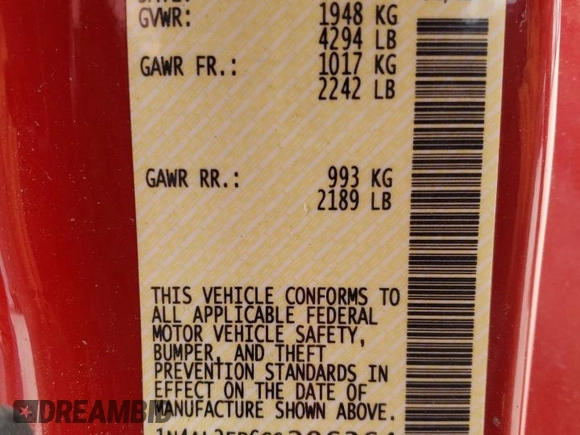 GVWR: 1948 KG
4294 LB
GAWR FR.: 1017 KG
2242 LB
GAWR RR.: 993 KG
2189 LB
THIS VEHICLE CONFORMS TO
ALL APPLICABLE FEDERAL
MOTOR VEHICLE SAFETY,
BUMPER, AND THEFT
PREVENTION STANDARDS IN
EFFECT ON THE DATE OF
MANUFACTURE SHOWN ABOVE.
DREAMBID